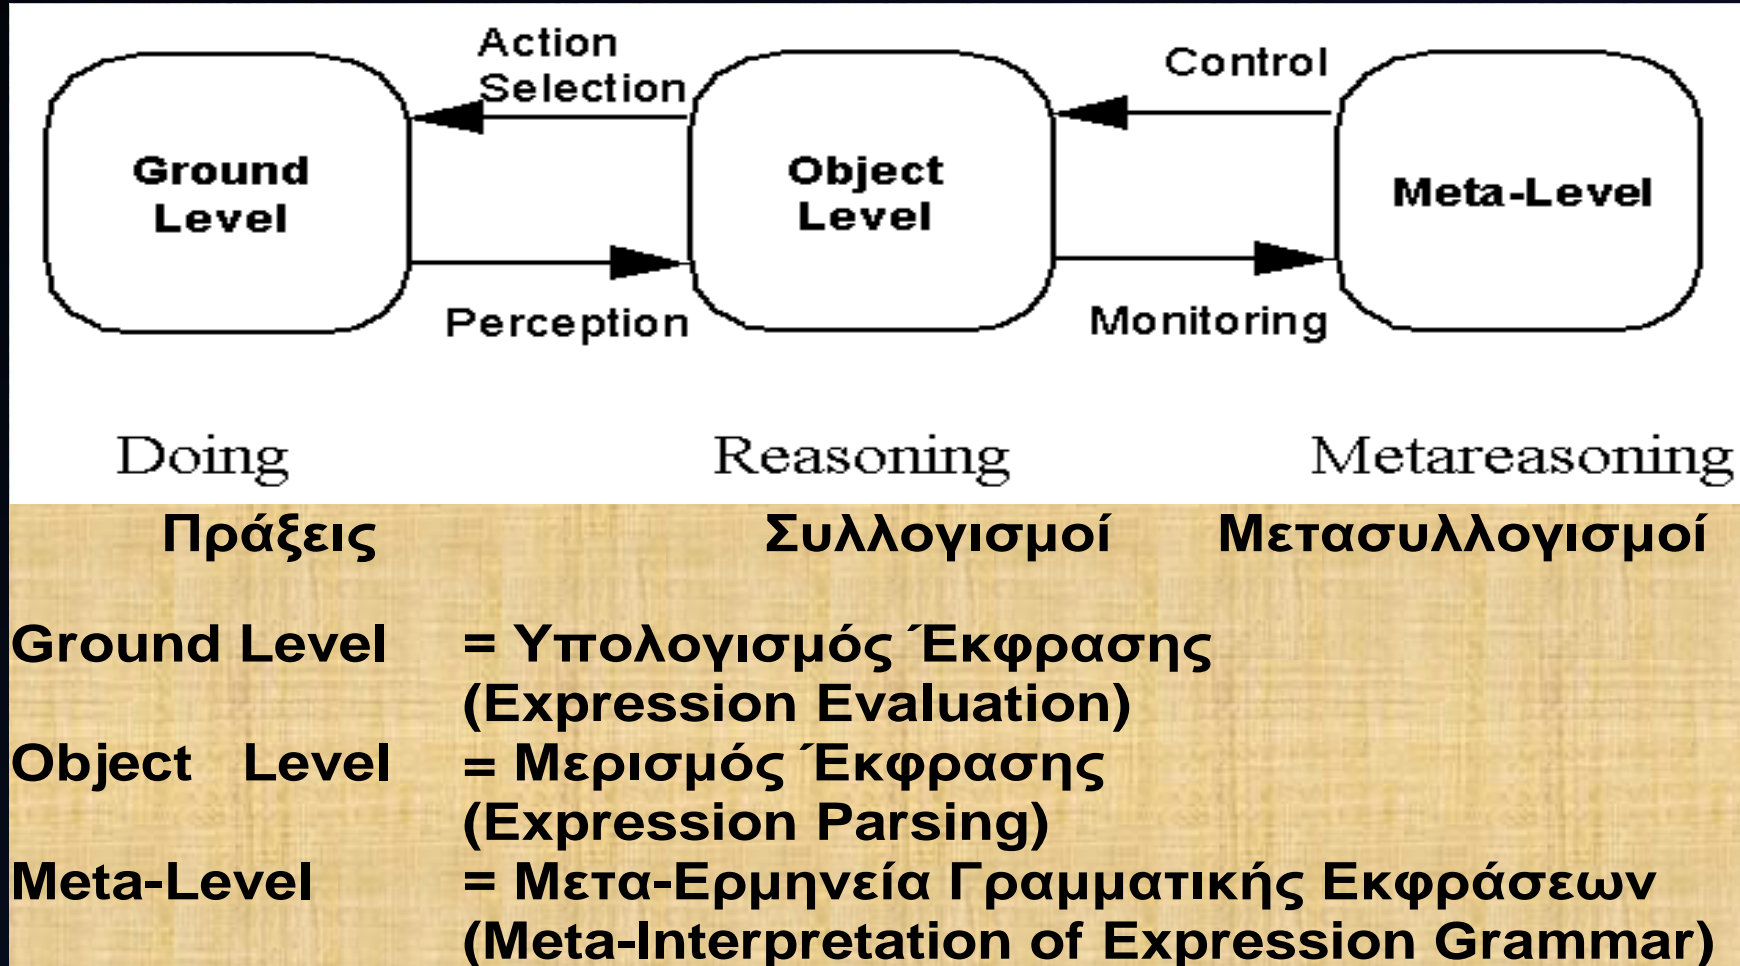 Action
Selection
Control
Ground
Level
Object
Level
Meta-Level
Perception
Monitoring
Doing
Reasoning
Metareasoning
Πράξεις
Συλλογισμοί
Μετασυλλογισμοί
Ground Level = Υπολογισμός Έκφρασης
(Expression Evaluation)
Object Level = Μερισμός Έκφρασης
(Expression Parsing)
Meta-Level = Μετα-Ερμηνεία Γραμματικής Εκφράσεων
(Meta-Interpretation of Expression Grammar)